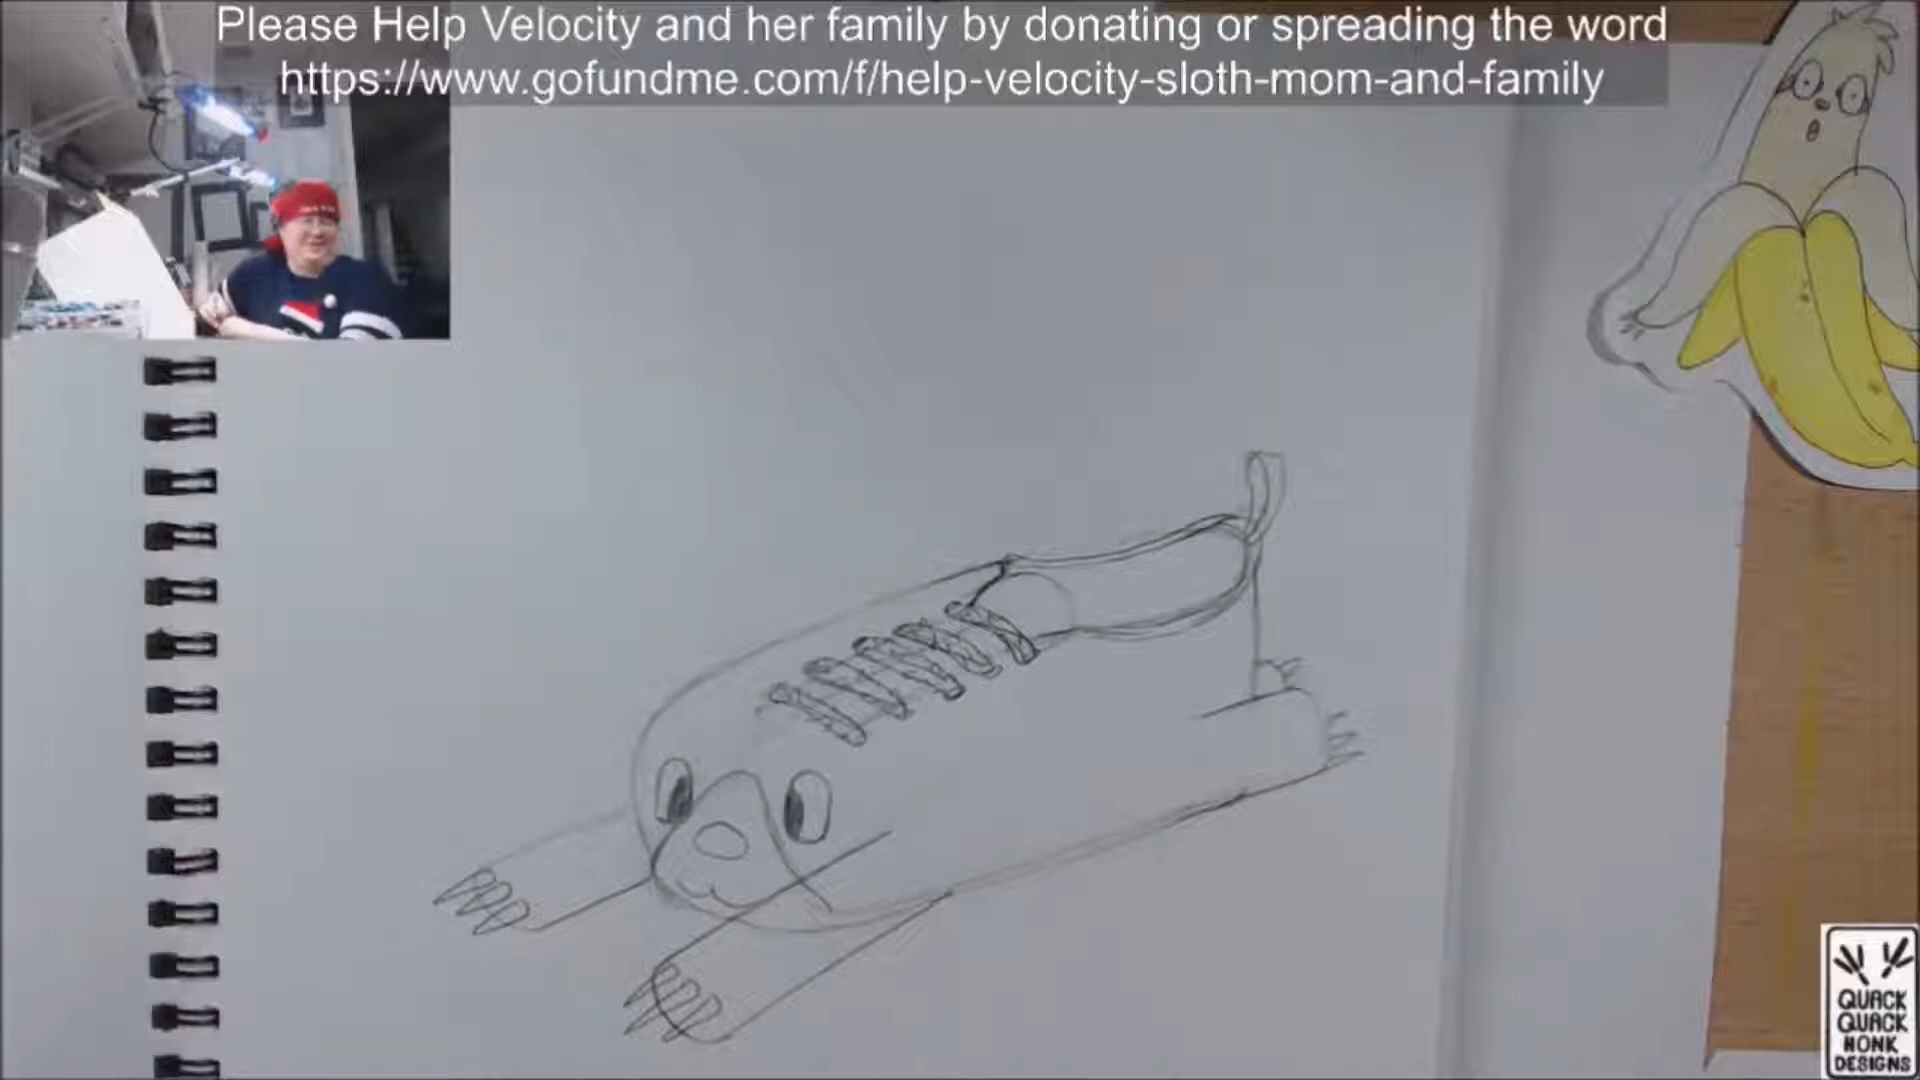 Please Help Velocity and her family by donating or spreading the word
https://www.gofundme.com/f/help-velocity-sloth-mom-and-family
QUACK
QUACK
HONK
DESIGNS